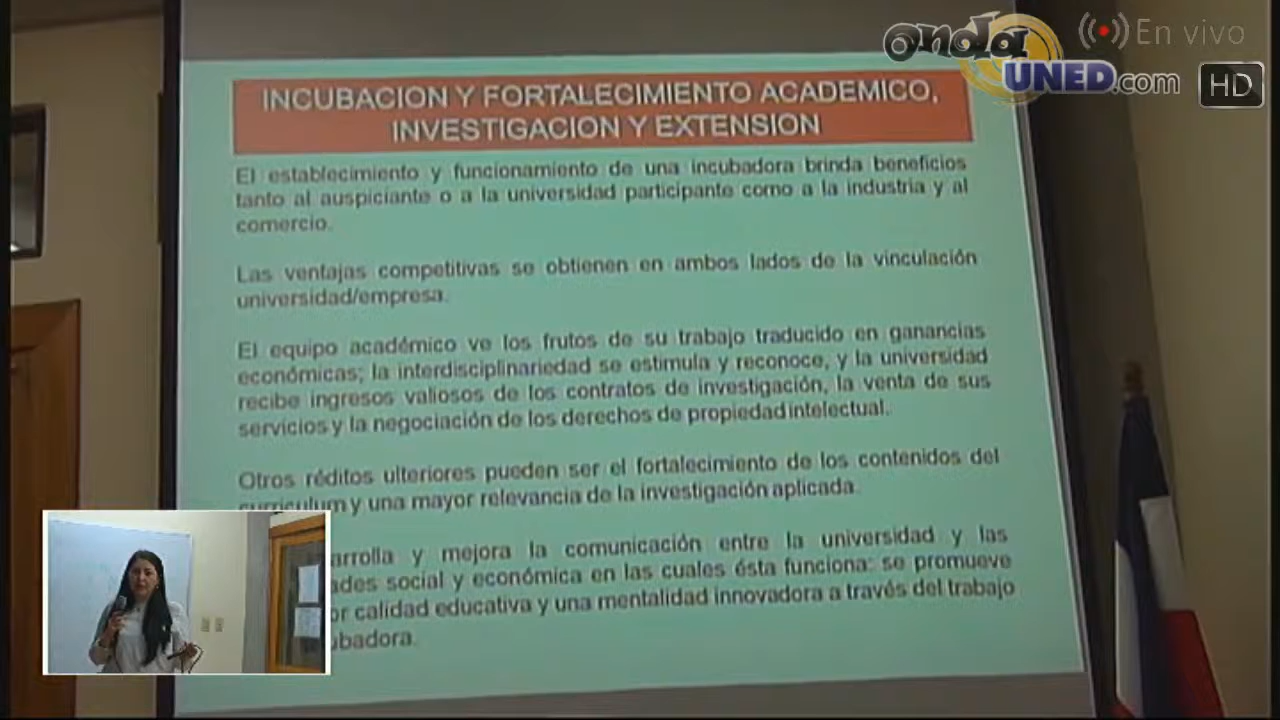 onda
UNED.com
En vivo
HD
INCUBACION Y FORTALECIMIENTO ACADEMICO,
INVESTIGACION Y EXTENSION
El establecimiento y funcionamiento de una incubadora brinda beneficios
tanto al auspiciante o a la universidad participante como a la industria y al
comercio.
Las ventajas competitivas se obtienen en ambos lados de la vinculación
universidad/empresa.
El equipo académico ve los frutos de su trabajo traducido en ganancias
económicas; la interdisciplinariedad se estimula y reconoce, y la universidad
recibe ingresos valiosos de los contratos de investigación, la venta de sus
servicios y la negociación de los derechos de propiedad intelectual.
Otros réditos ulteriores pueden ser el fortalecimiento de los contenidos del
curriculum y una mayor relevancia de la investigación aplicada.
arrolla y mejora la comunicación entre la universidad y las
ades social y económica en las cuales ésta funciona: se promueve
or calidad educativa y una mentalidad innovadora a través del trabajo
ubadora.